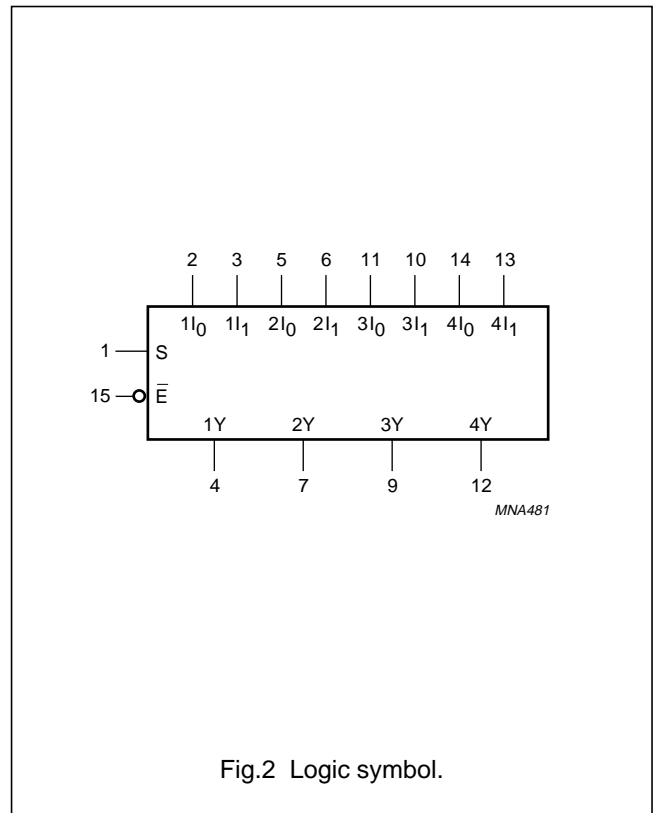 2 3 5 6 11 10 14 13
1I0 1I1 2I0 2I1 3I0 3I1 4I0 4I1
1 S
15 E̅
1Y 2Y 3Y 4Y
4 7 9 12
MNA481
Fig.2 Logic symbol.